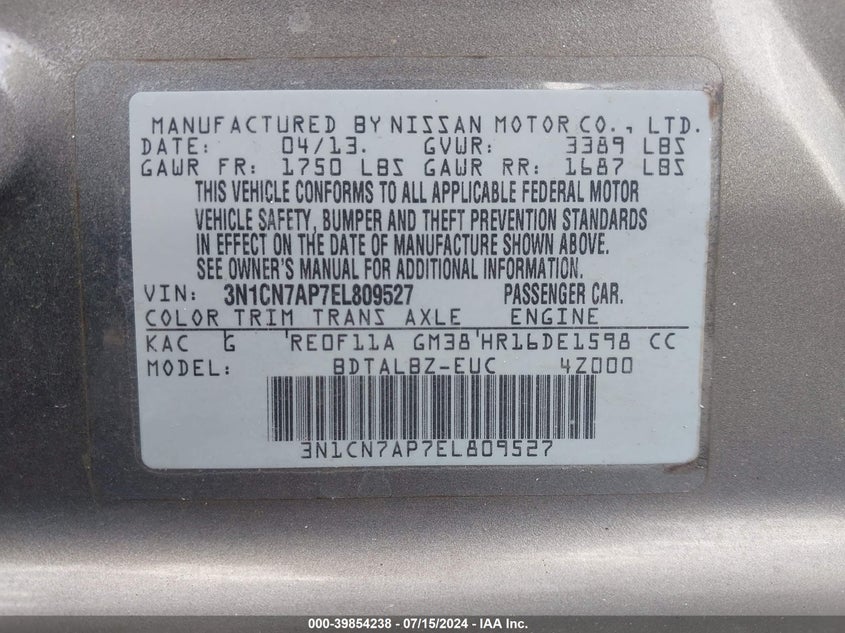 MANUFACTURED BY NISSAN MOTOR CO., LTD.
DATE: 04/13. GVWR: 3389 LBS
GAWR FR: 1750 LBS GAWR RR: 1687 LBS
THIS VEHICLE CONFORMS TO ALL APPLICABLE FEDERAL MOTOR
VEHICLE SAFETY, BUMPER AND THEFT PREVENTION STANDARDS
IN EFFECT ON THE DATE OF MANUFACTURE SHOWN ABOVE.
SEE OWNER'S MANUAL FOR ADDITIONAL INFORMATION.
VIN: 3N1CN7AP7EL809527 PASSENGER CAR.
COLOR TRIM TRANS AXLE ENGINE
KAC G RE0F11A GM38 HR16DE1598 CC
MODEL: BDTALBZ-EUC 4Z000
3N1CN7AP7EL809527
000-39854238 - 07/15/2024 - IAA Inc.